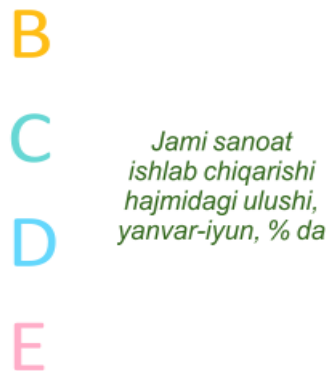 B
C
D
E
Jami sanoat
ishlab chiqarishi
hajmidagi ulushi,
yanvar-iyun, % da